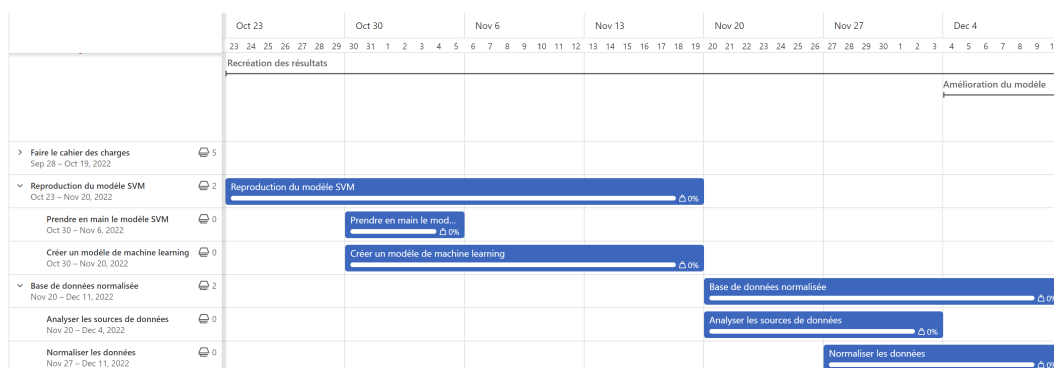 Oct 23 Oct 30 Nov 6 Nov 13 Nov 20 Nov 27 Dec 4
23 24 25 26 27 28 29 30 31 1 2 3 4 5 6 7 8 9 10 11 12 13 14 15 16 17 18 19 20 21 22 23 24 25 26 27 28 29 30 1 2 3 4 5 6 7 8 9 1
Recréation des résultats
Amélioration du modèle
Faire le cahier des charges 5
Sep 28 – Oct 19, 2022
Reproduction du modèle SVM 2
Oct 23 – Nov 20, 2022
Reproduction du modèle SVM
0%
Prendre en main le modèle SVM 0
Oct 30 – Nov 6, 2022
Prendre en main le mod...
0%
Créer un modèle de machine learning 0
Oct 30 – Nov 20, 2022
Créer un modèle de machine learning
0%
Base de données normalisée 2
Nov 20 – Dec 11, 2022
Base de données normalisée
0%
Analyser les sources de données 0
Nov 20 – Dec 4, 2022
Analyser les sources de données
0%
Normaliser les données 0
Nov 27 – Dec 11, 2022
Normaliser les données
0%